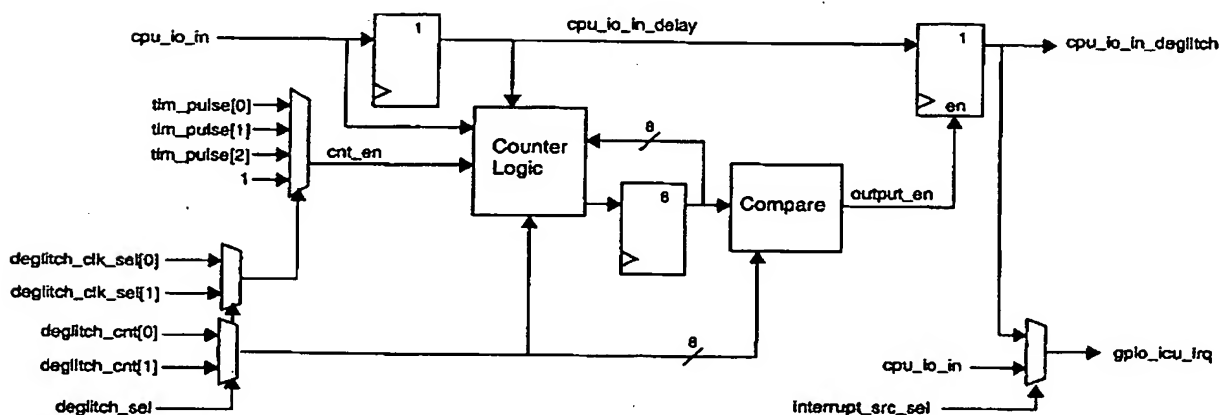 cpu_io_in
1
cpu_io_in_delay
1
cpu_io_in_deglitch
en
tim_pulse[0]
tim_pulse[1]
tim_pulse[2]
1
cnt_en
Counter
Logic
8
8
Compare
output_en
deglitch_clk_sel[0]
deglitch_clk_sel[1]
deglitch_cnt[0]
deglitch_cnt[1]
deglitch_sel
8
cpu_io_in
gpio_icu_irq
interrupt_src_sel